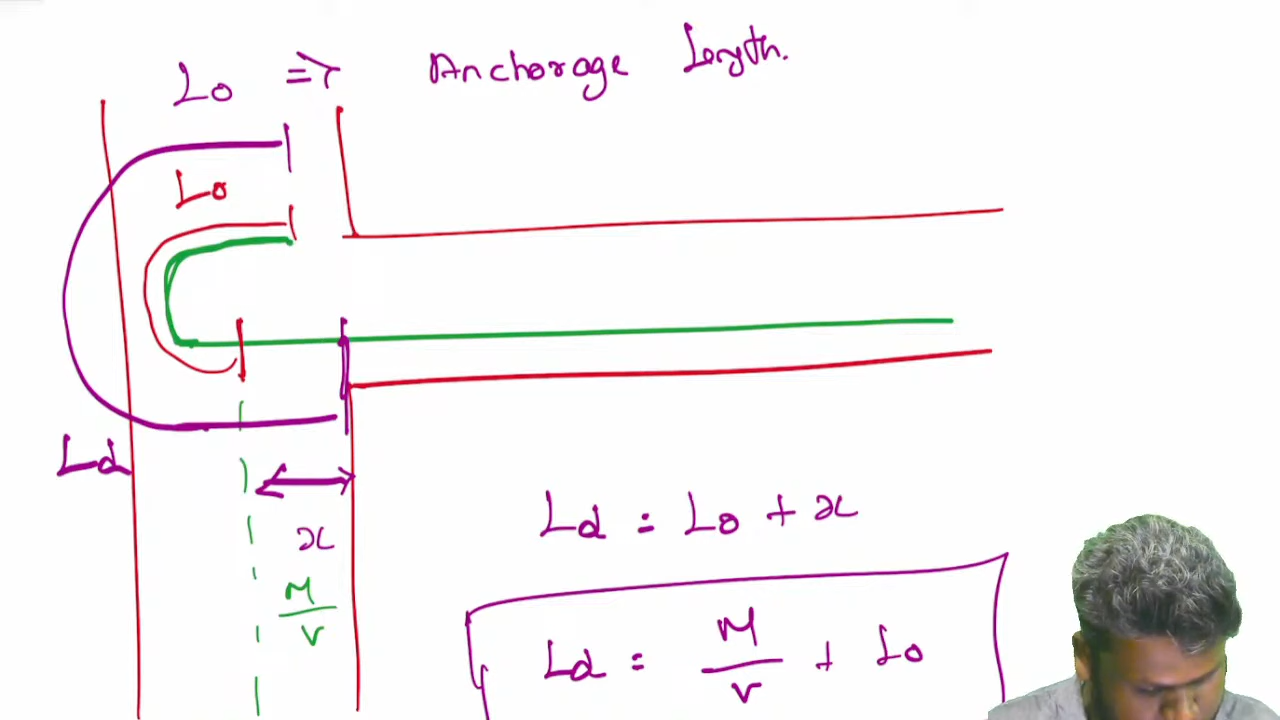 Lo => Anchorage Length.
Lo
Ld
x
M/v
Ld = Lo + x
Ld = M/v + Lo